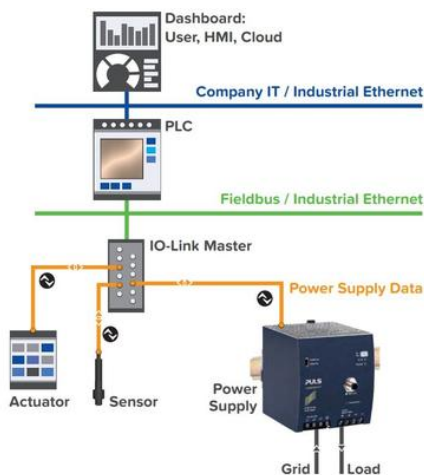 Dashboard:
User, HMI, Cloud
Company IT / Industrial Ethernet
PLC
Fieldbus / Industrial Ethernet
IO-Link Master
Power Supply Data
Actuator
Sensor
Power
Supply
PULS
Grid
Load